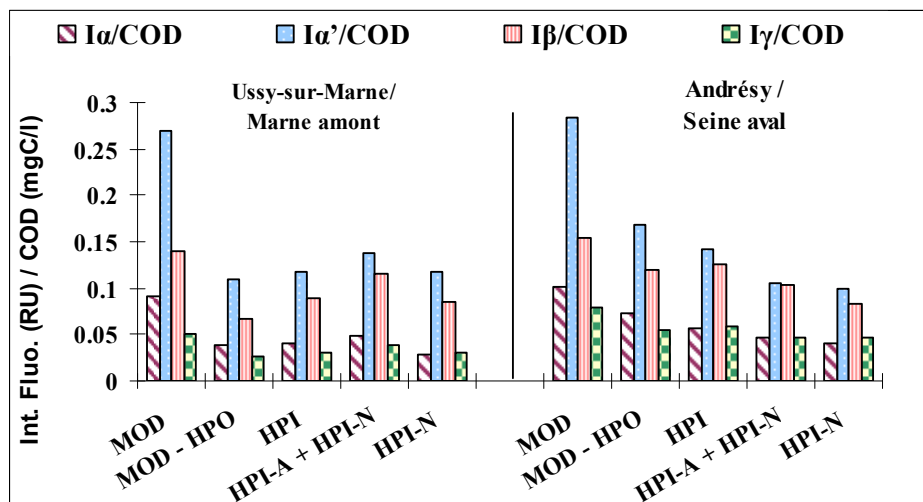 Iα/COD Iα’/COD Iβ/COD Iγ/COD
Ussy-sur-Marne/
Marne amont
Andrésy /
Seine aval
Int. Fluo. (RU) / COD (mgC/l)
0.3
0.25
0.2
0.15
0.1
0.05
0
MOD MOD - HPO HPI HPI-A + HPI-N HPI-N MOD MOD - HPO HPI HPI-A + HPI-N HPI-N